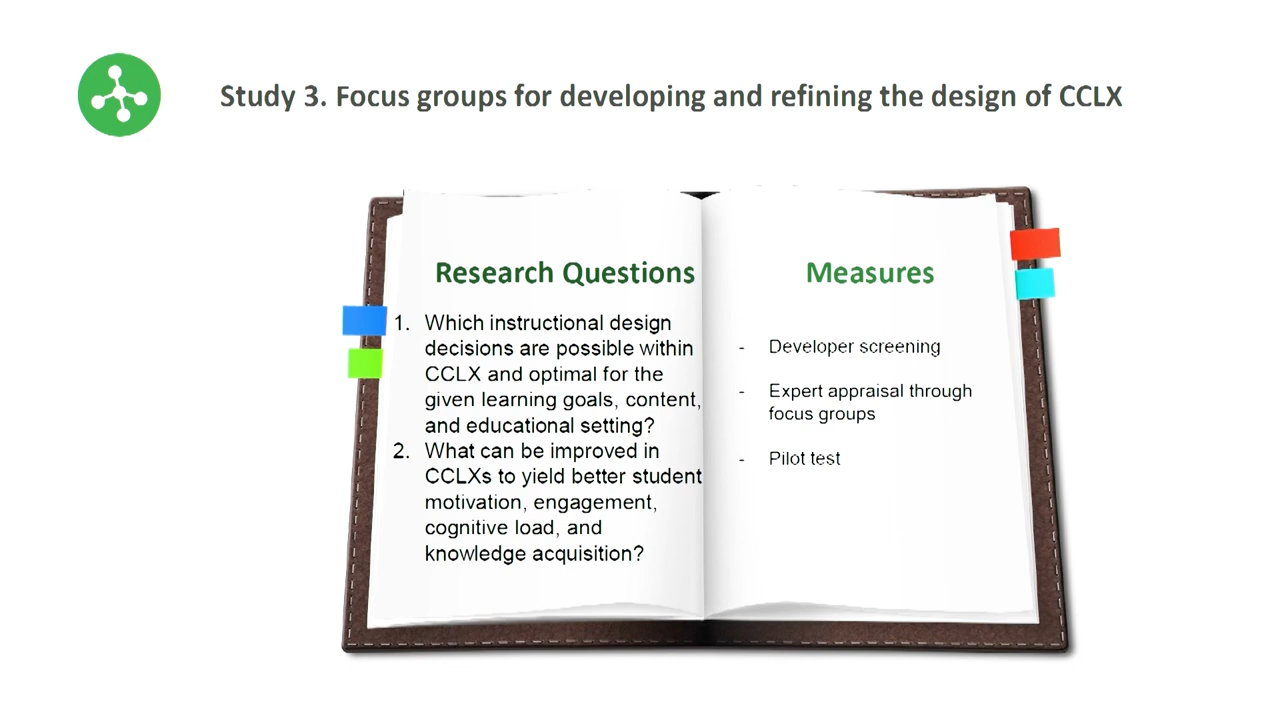 Study 3. Focus groups for developing and refining the design of CCLX
Research Questions
1. Which instructional design
decisions are possible within
CCLX and optimal for the
given learning goals, content,
and educational setting?
2. What can be improved in
CCLXs to yield better student
motivation, engagement,
cognitive load, and
knowledge acquisition?
Measures
- Developer screening
- Expert appraisal through
focus groups
- Pilot test